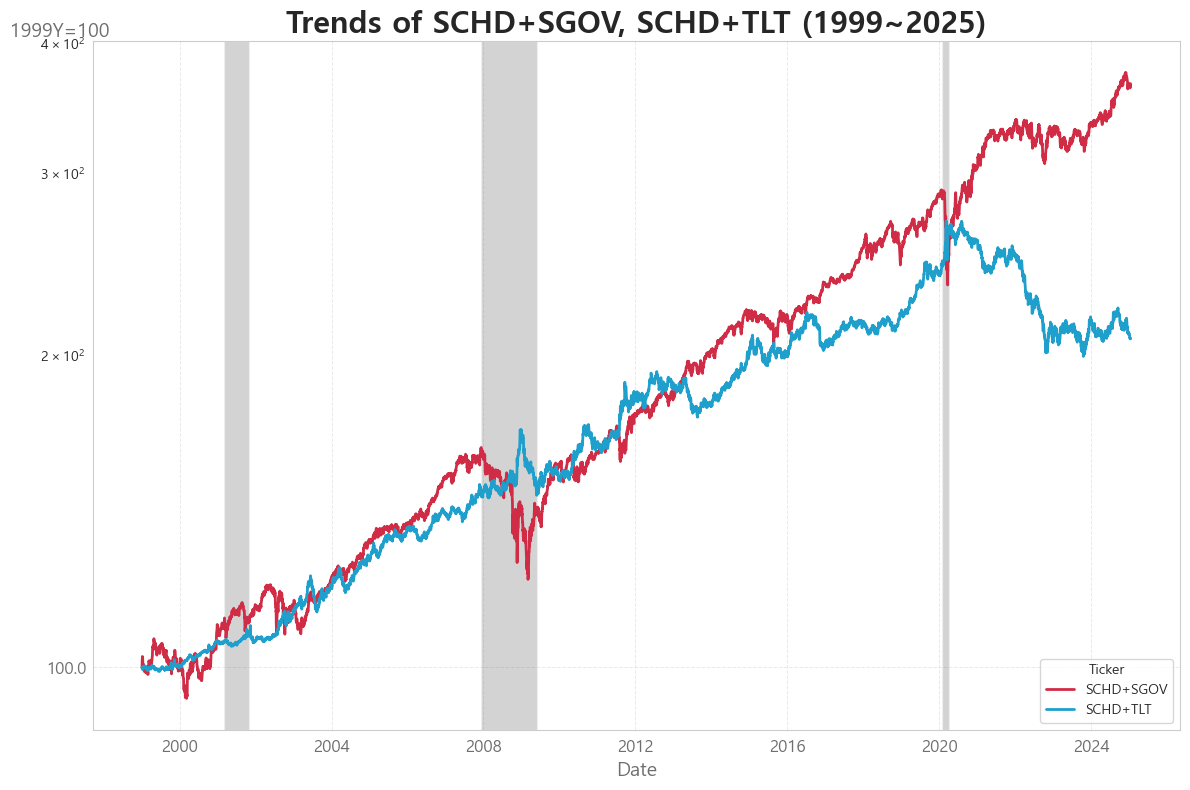 Trends of SCHD+SGOV, SCHD+TLT (1999~2025)
1999Y=100
4 × 10²
3 × 10²
2 × 10²
100.0
2000 2004 2008 2012 2016 2020 2024
Date
Ticker
SCHD+SGOV
SCHD+TLT